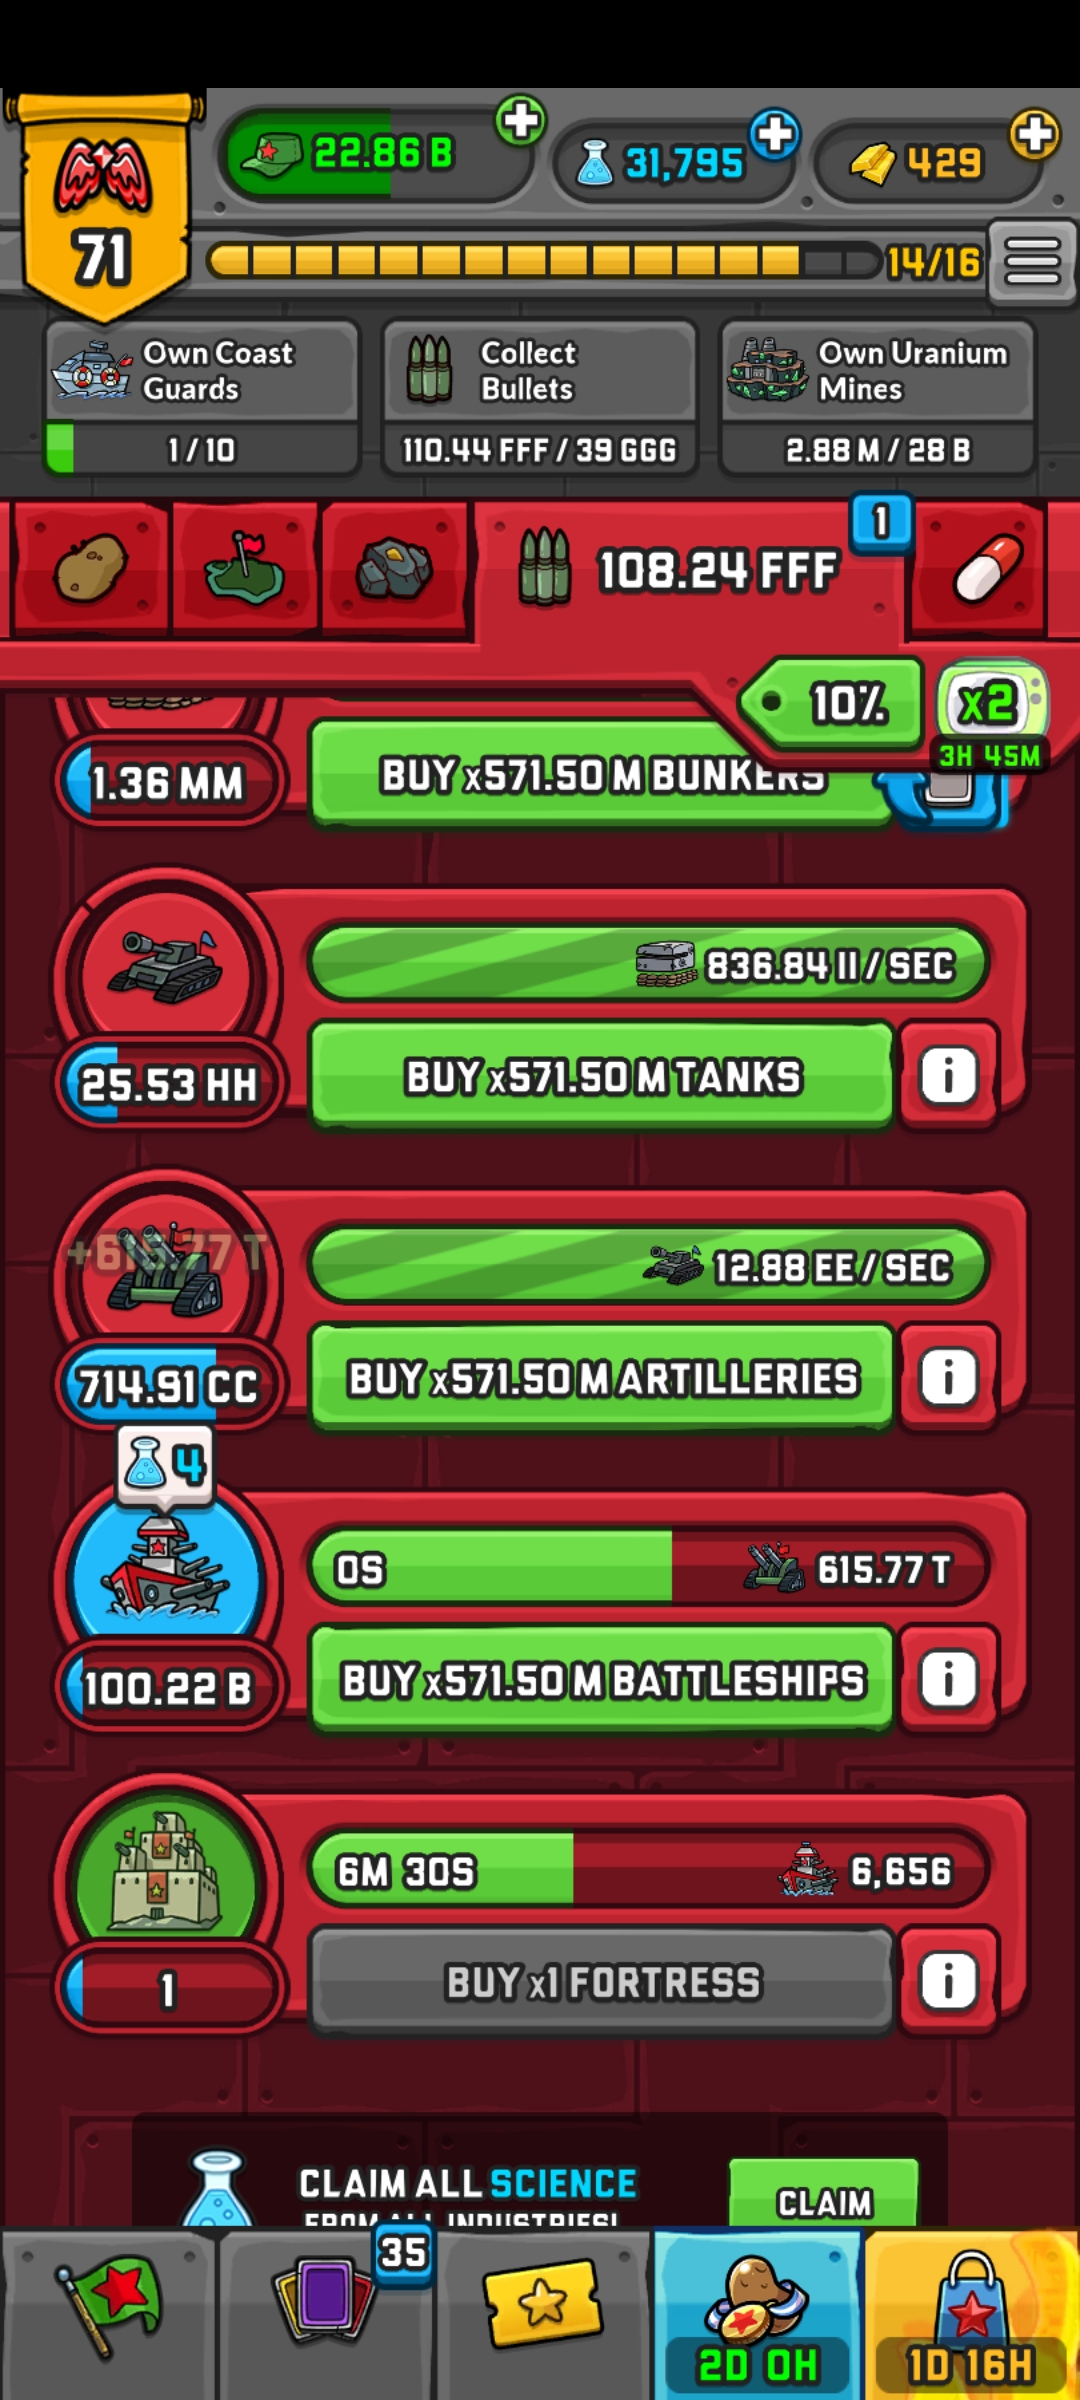 71
22.86 B
31,795
429
14/16
Own Coast
Guards
1 / 10
Collect
Bullets
110.44 FFF / 39 GGG
Own Uranium
Mines
2.88 M / 28 B
108.24 FFF
1
10%
x2
3H 45M
1.36 MM
BUY x571.50 M BUNKERS
836.84 II / SEC
25.53 HH
BUY x571.50 M TANKS
+615.77 T
12.88 EE / SEC
714.91 CC
BUY x571.50 M ARTILLERIES
4
0S
615.77 T
100.22 B
BUY x571.50 M BATTLESHIPS
6M 30S
6,656
1
BUY x1 FORTRESS
CLAIM ALL SCIENCE
FROM ALL INDUSTRIES!
CLAIM
35
2D 0H
1D 16H